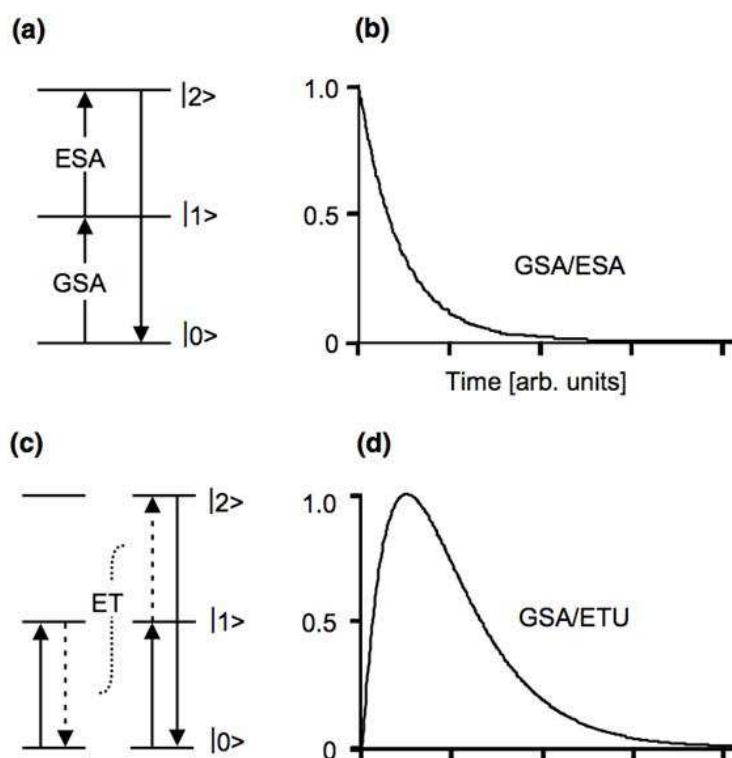 (a)
|2>
ESA
|1>
GSA
|0>
(b)
1.0
0.5
0
GSA/ESA
Time [arb. units]
(c)
|2>
ET
|1>
|0>
(d)
1.0
0.5
0
GSA/ETU